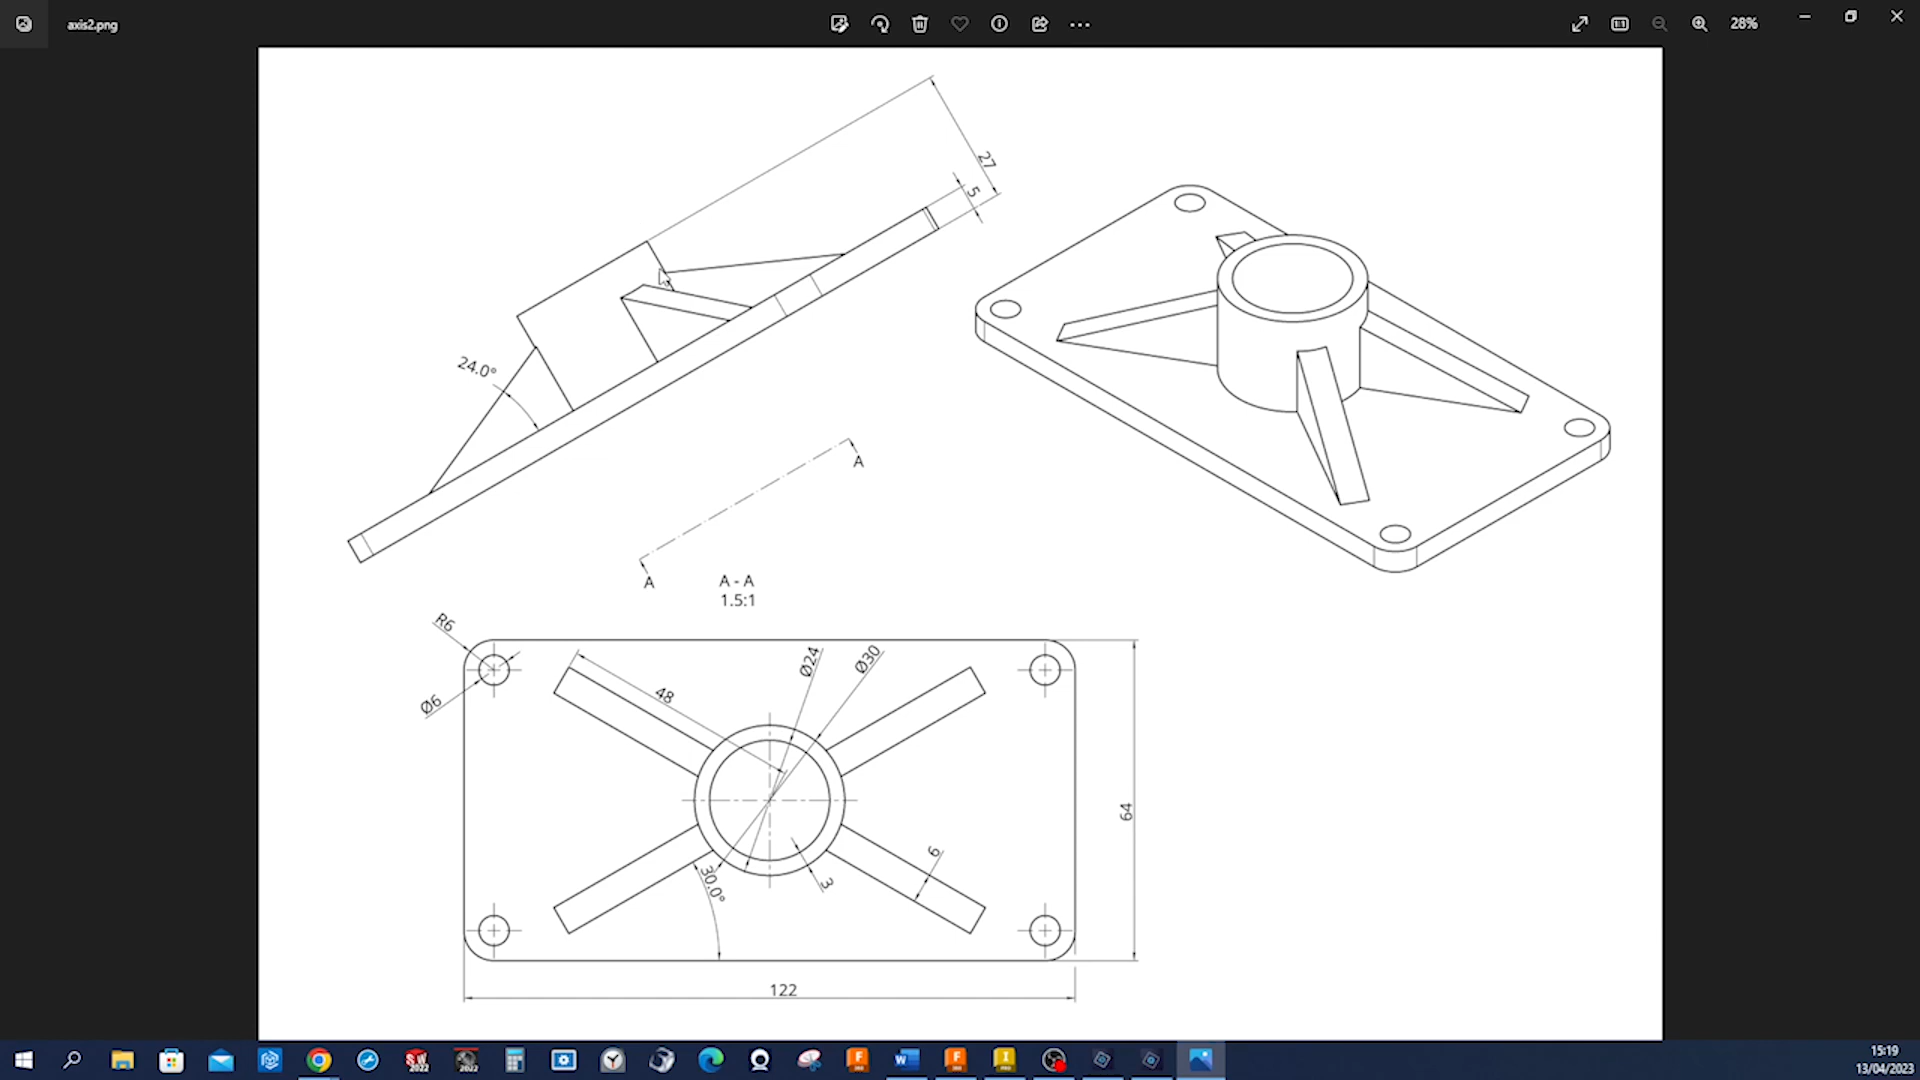 axis2.png
28%
27
5
24.0°
A
A
A - A
1.5:1
R6
Ø24
Ø30
48
Ø6
64
6
3
30.0°
122
15:19
13/04/2023